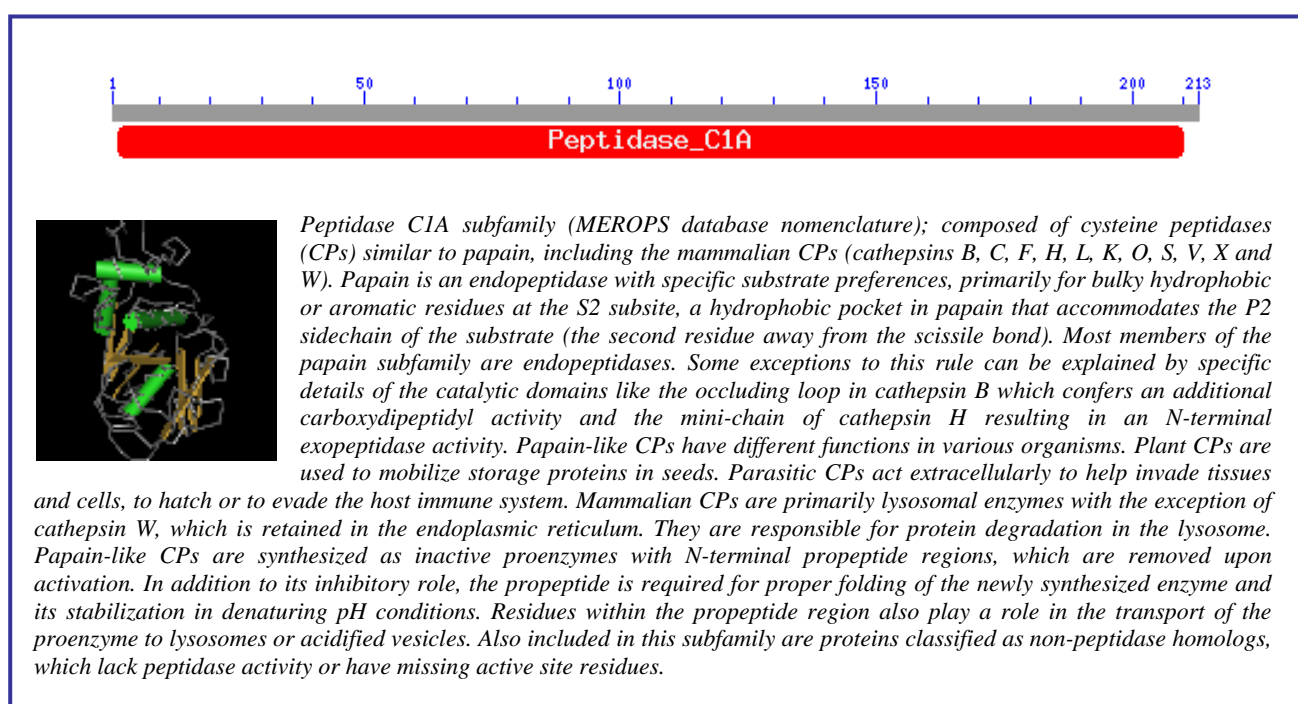 1 50 100 150 200 213
Peptidase_C1A
Peptidase C1A subfamily (MEROPS database nomenclature); composed of cysteine peptidases
(CPs) similar to papain, including the mammalian CPs (cathepsins B, C, F, H, L, K, O, S, V, X and
W). Papain is an endopeptidase with specific substrate preferences, primarily for bulky hydrophobic
or aromatic residues at the S2 subsite, a hydrophobic pocket in papain that accommodates the P2
sidechain of the substrate (the second residue away from the scissile bond). Most members of the
papain subfamily are endopeptidases. Some exceptions to this rule can be explained by specific
details of the catalytic domains like the occluding loop in cathepsin B which confers an additional
carboxydipeptidyl activity and the mini-chain of cathepsin H resulting in an N-terminal
exopeptidase activity. Papain-like CPs have different functions in various organisms. Plant CPs are
used to mobilize storage proteins in seeds. Parasitic CPs act extracellularly to help invade tissues
and cells, to hatch or to evade the host immune system. Mammalian CPs are primarily lysosomal enzymes with the exception of
cathepsin W, which is retained in the endoplasmic reticulum. They are responsible for protein degradation in the lysosome.
Papain-like CPs are synthesized as inactive proenzymes with N-terminal propeptide regions, which are removed upon
activation. In addition to its inhibitory role, the propeptide is required for proper folding of the newly synthesized enzyme and
its stabilization in denaturing pH conditions. Residues within the propeptide region also play a role in the transport of the
proenzyme to lysosomes or acidified vesicles. Also included in this subfamily are proteins classified as non-peptidase homologs,
which lack peptidase activity or have missing active site residues.